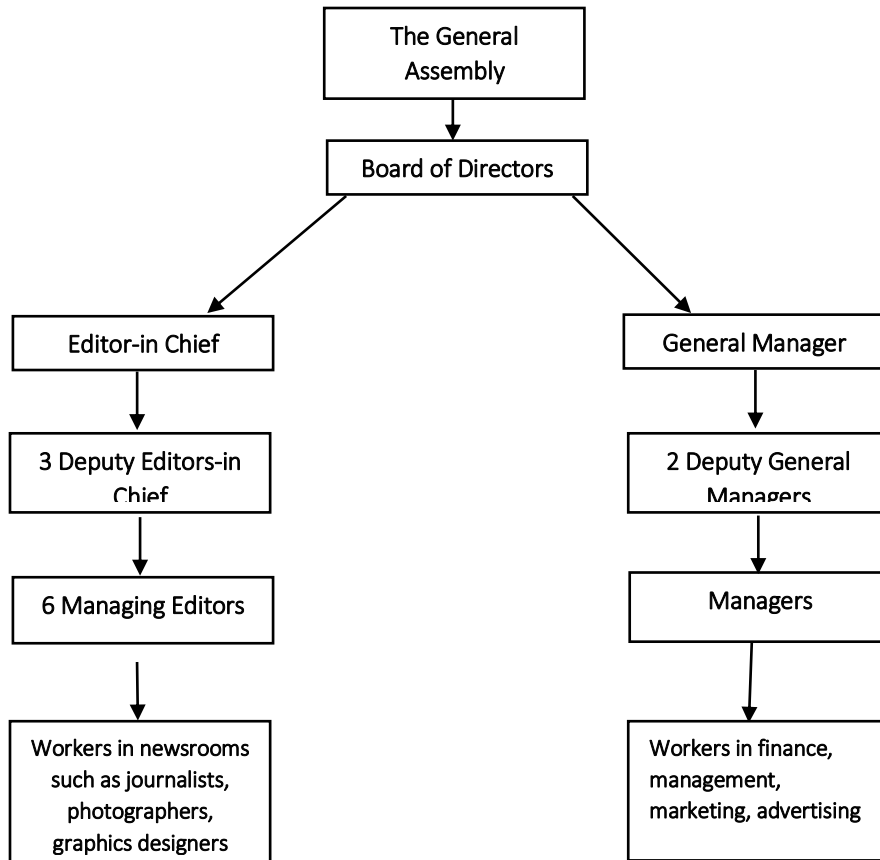 The General
Assembly
Board of Directors
Editor-in Chief
General Manager
3 Deputy Editors-in
Chief
2 Deputy General
Managers
6 Managing Editors
Managers
Workers in newsrooms
such as journalists,
photographers,
graphics designers
Workers in finance,
management,
marketing, advertising